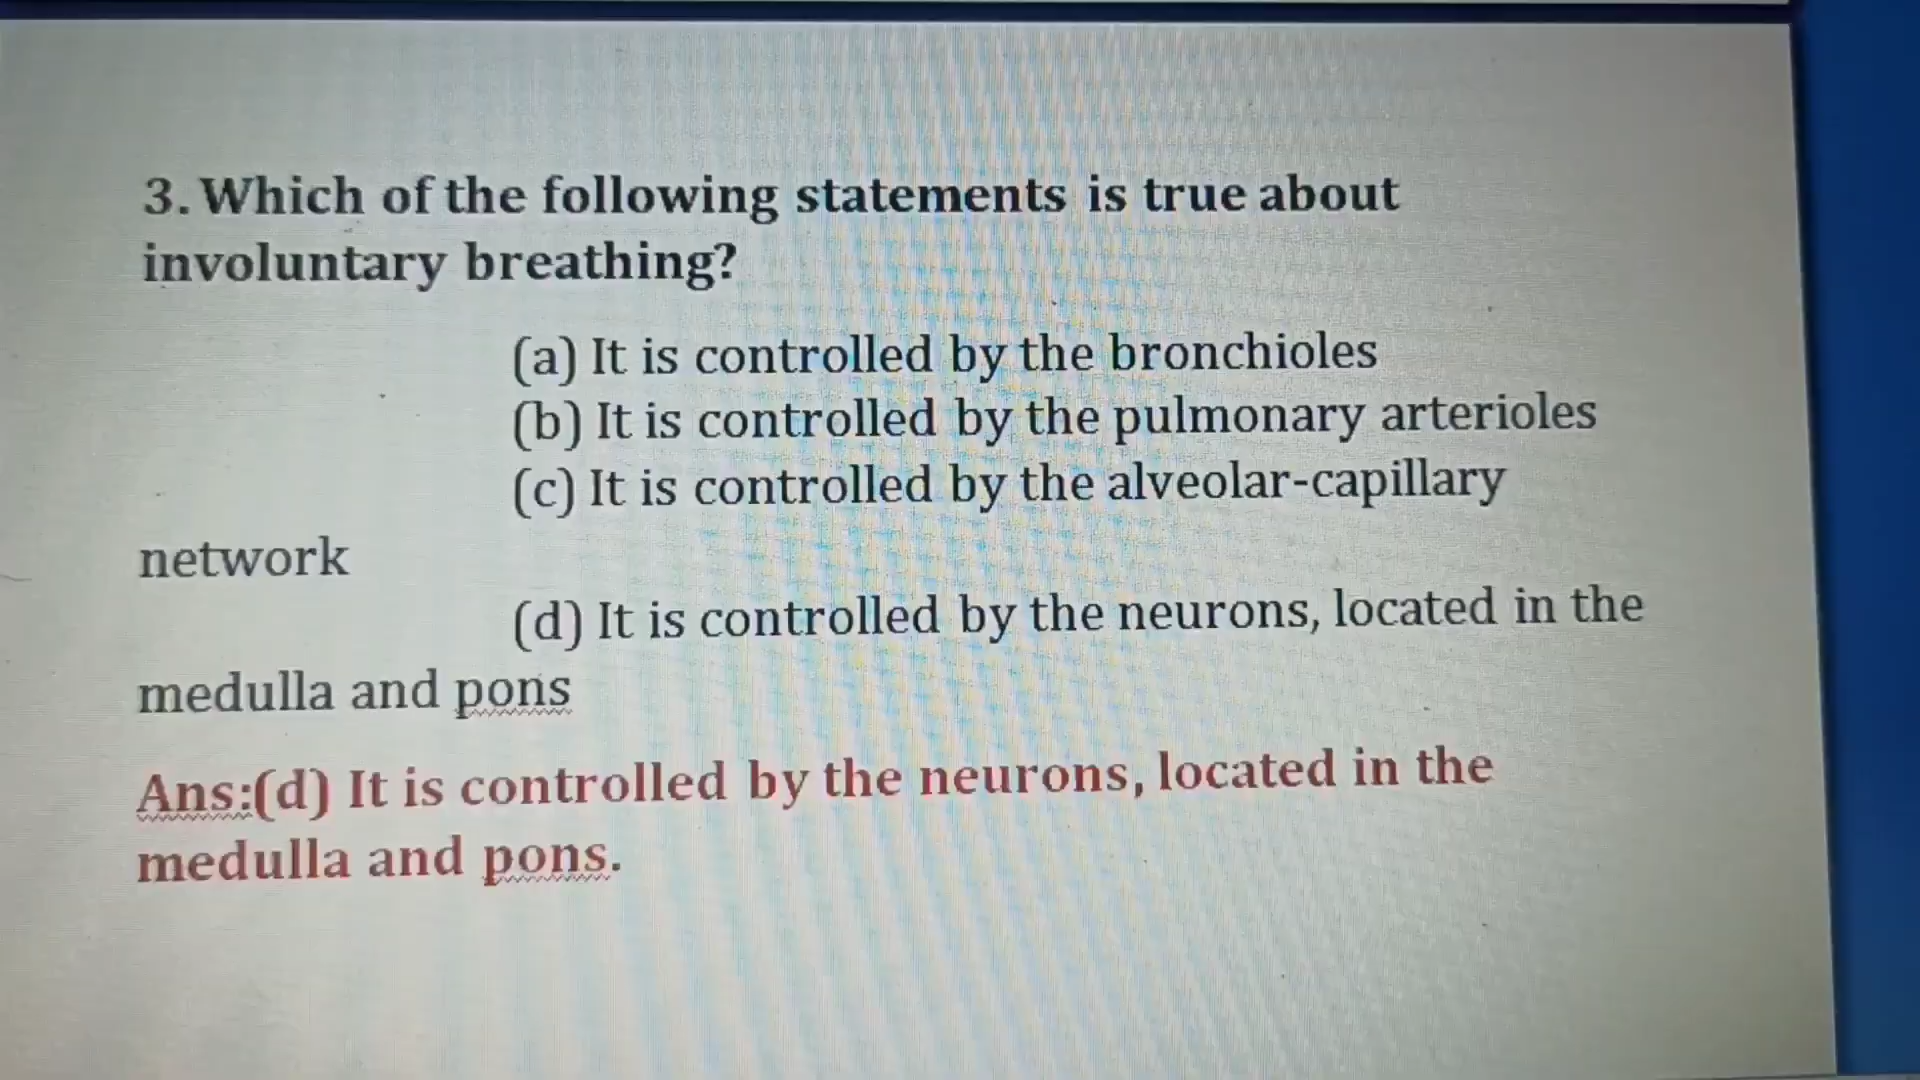 3. Which of the following statements is true about
involuntary breathing?
(a) It is controlled by the bronchioles
(b) It is controlled by the pulmonary arterioles
(c) It is controlled by the alveolar-capillary
network
(d) It is controlled by the neurons, located in the
medulla and pons
Ans:(d) It is controlled by the neurons, located in the
medulla and pons.